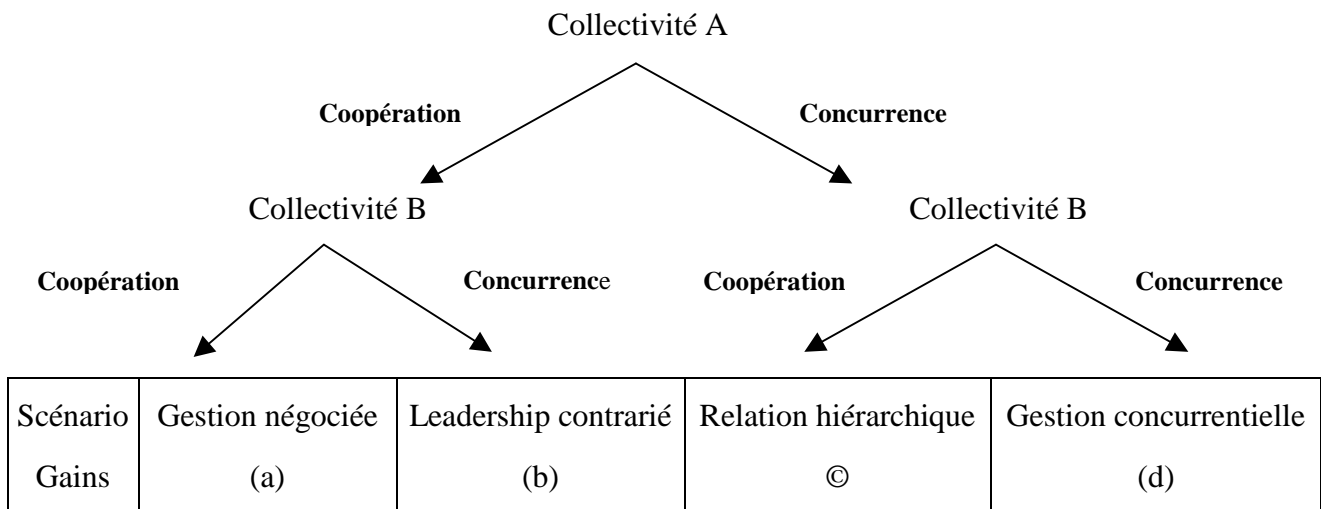 Collectivité A
Coopération Concurrence
Collectivité B Collectivité B
Coopération Concurrence Coopération Concurrence
Scénario Gestion négociée Leadership contrarié Relation hiérarchique Gestion concurrentielle
Gains (a) (b) © (d)